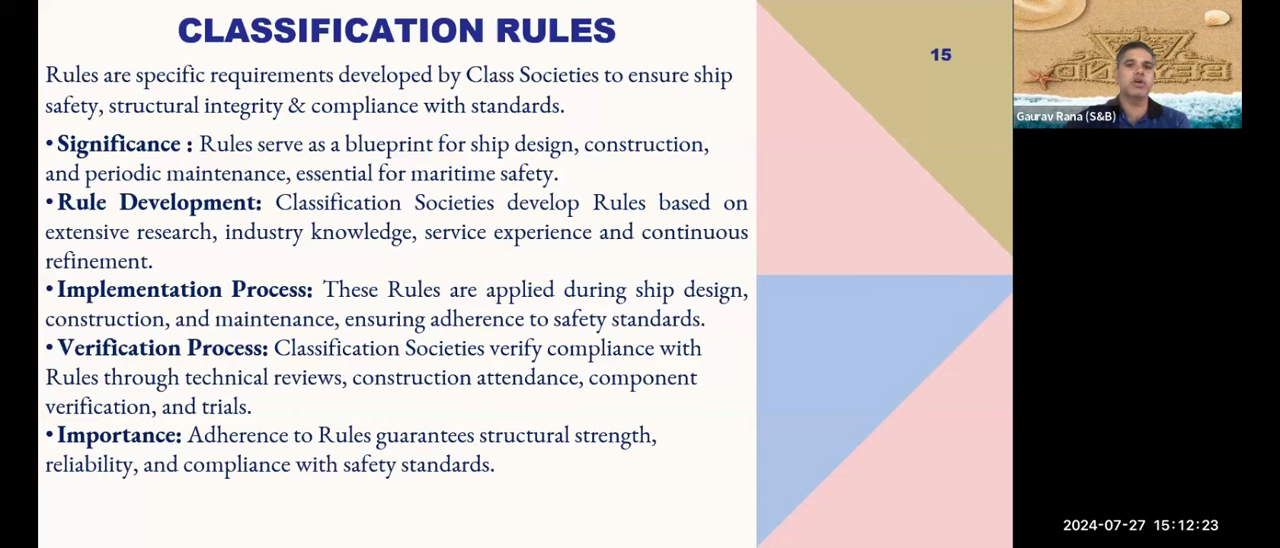 CLASSIFICATION RULES
15
Rules are specific requirements developed by Class Societies to ensure ship
safety, structural integrity & compliance with standards.
• Significance : Rules serve as a blueprint for ship design, construction,
and periodic maintenance, essential for maritime safety.
• Rule Development: Classification Societies develop Rules based on
extensive research, industry knowledge, service experience and continuous
refinement.
• Implementation Process: These Rules are applied during ship design,
construction, and maintenance, ensuring adherence to safety standards.
• Verification Process: Classification Societies verify compliance with
Rules through technical reviews, construction attendance, component
verification, and trials.
• Importance: Adherence to Rules guarantees structural strength,
reliability, and compliance with safety standards.
Gaurav Rana (S&B)
2024-07-27 15:12:23